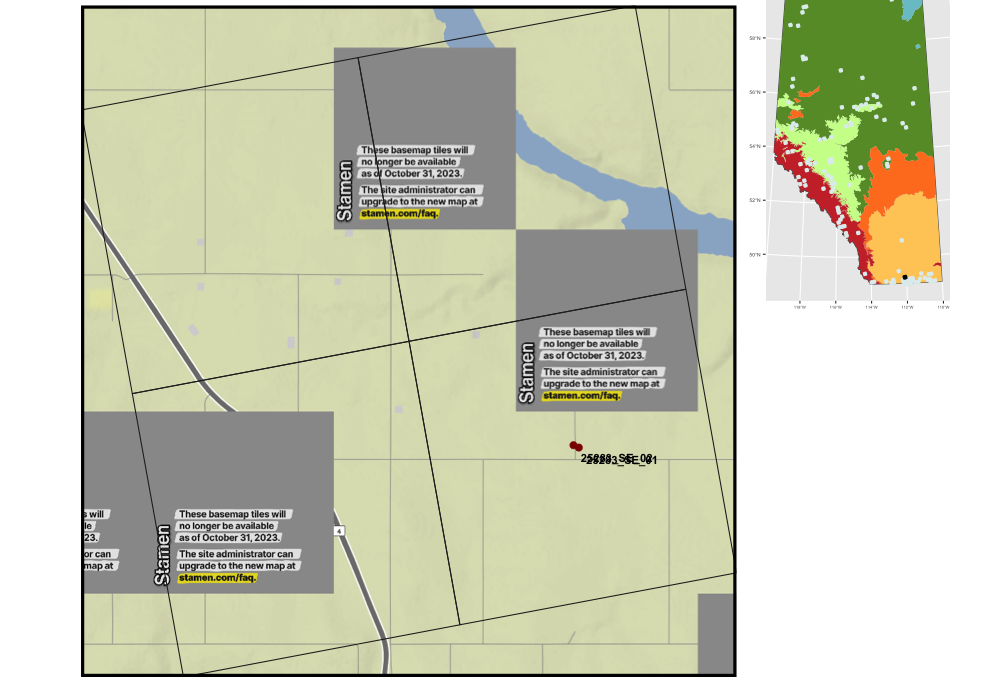 These basemap tiles will
no longer be available
as of October 31, 2023.
The site administrator can
upgrade to the new map at
stamen.com/faq.
Stamen
These basemap tiles will
no longer be available
as of October 31, 2023.
The site administrator can
upgrade to the new map at
stamen.com/faq.
Stamen
25283_SE_01
4
s will
le
23.
or can
map at
These basemap tiles will
no longer be available
as of October 31, 2023.
The site administrator can
upgrade to the new map at
stamen.com/faq.
Stamen
58°N
56°N
54°N
52°N
50°N
118°W
116°W
114°W
112°W
110°W